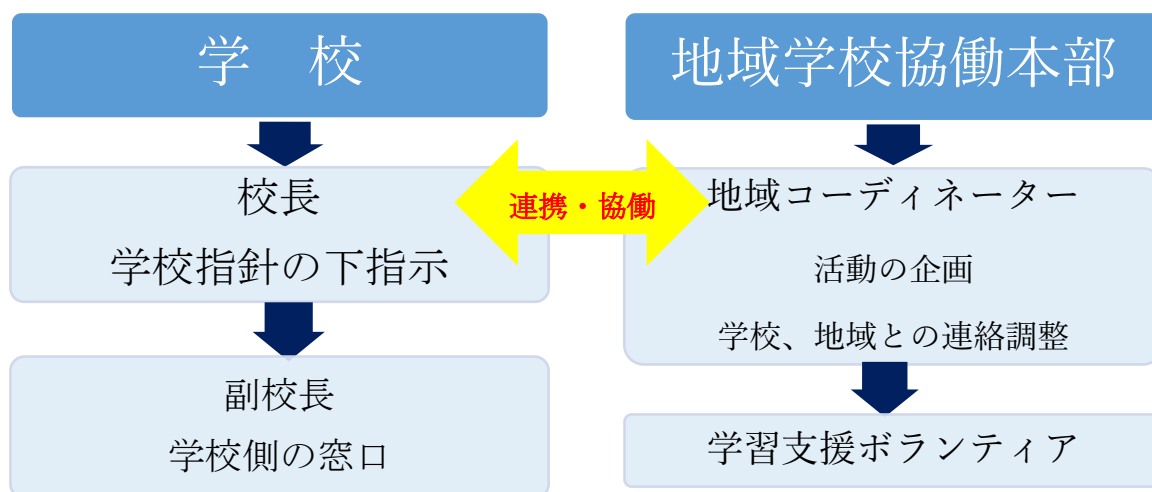 学　校
校長
学校指針の下指示
副校長
学校側の窓口
連携・協働
地域学校協働本部
地域コーディネーター
活動の企画
学校、地域との連絡調整
学習支援ボランティア